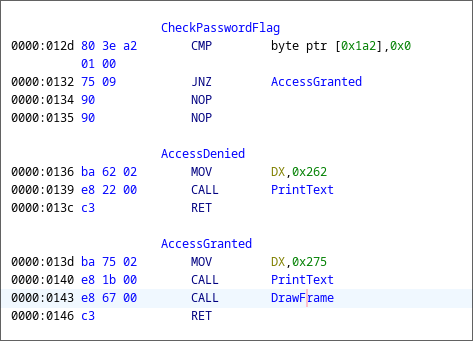 CheckPasswordFlag
0000:012d 80 3e a2 CMP byte ptr [0x1a2],0x0
01 00
0000:0132 75 09 JNZ AccessGranted
0000:0134 90 NOP
0000:0135 90 NOP
AccessDenied
0000:0136 ba 62 02 MOV DX,0x262
0000:0139 e8 22 00 CALL PrintText
0000:013c c3 RET
AccessGranted
0000:013d ba 75 02 MOV DX,0x275
0000:0140 e8 1b 00 CALL PrintText
0000:0143 e8 67 00 CALL DrawFrame
0000:0146 c3 RET